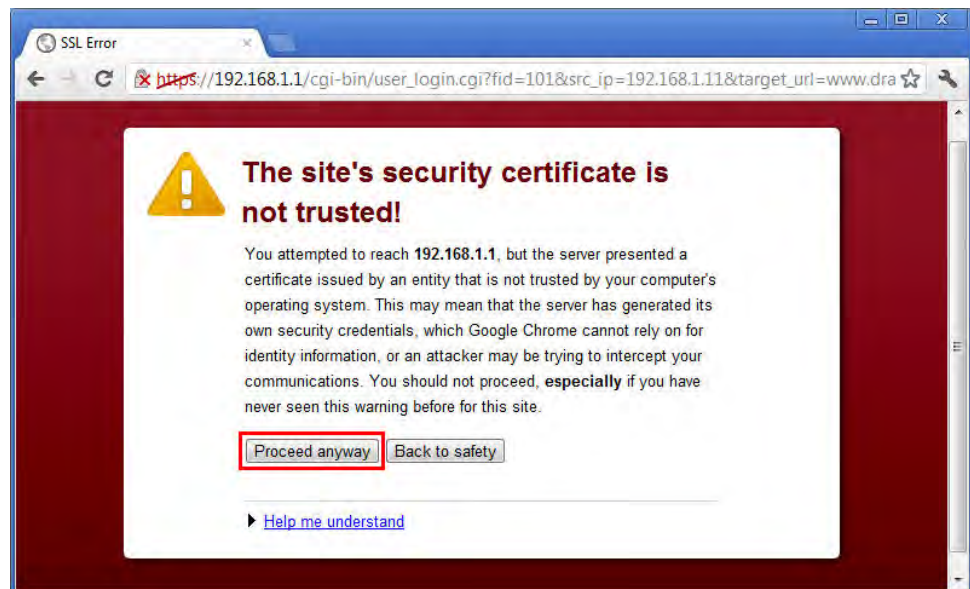 SSL Error
https://192.168.1.1/cgi-bin/user_login.cgi?fid=101&src_ip=192.168.1.11&target_url=www.dra
The site's security certificate is
not trusted!
You attempted to reach 192.168.1.1, but the server presented a
certificate issued by an entity that is not trusted by your computer's
operating system. This may mean that the server has generated its
own security credentials, which Google Chrome cannot rely on for
identity information, or an attacker may be trying to intercept your
communications. You should not proceed, especially if you have
never seen this warning before for this site.
Proceed anyway Back to safety
Help me understand